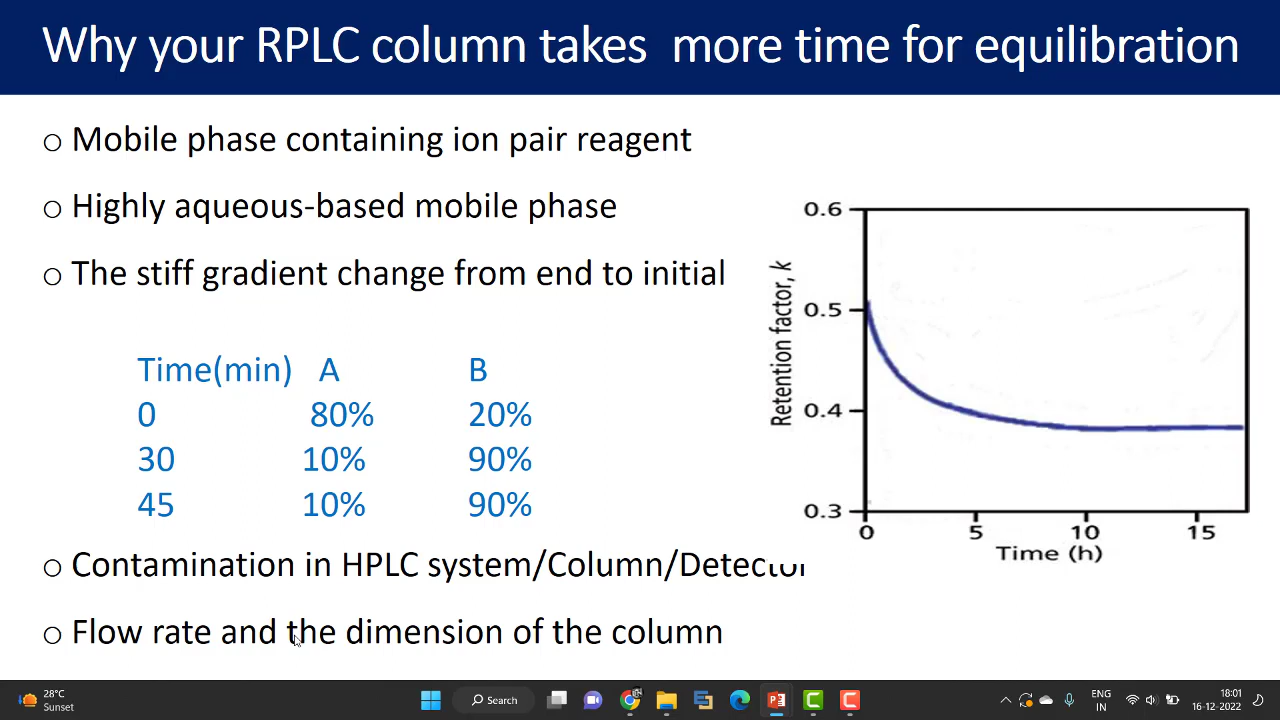 Why your RPLC column takes more time for equilibration
o Mobile phase containing ion pair reagent
o Highly aqueous-based mobile phase
o The stiff gradient change from end to initial
Time(min) A B
0 80% 20%
30 10% 90%
45 10% 90%
o Contamination in HPLC system/Column/Detector
o Flow rate and the dimension of the column
Retention factor, k
0.6
0.5
0.4
0.3
0 5 10 15
Time (h)
28°C
Sunset
Search
ENG
IN
18:01
16-12-2022